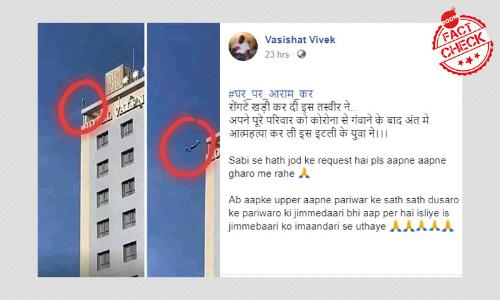 BOOM
FACT
CHECK
Vasishat Vivek
23 hrs
#घर_पर_आराम_कर
रोंगटे खड़ी कर दी इस तस्वीर ने..
अपने पूरे परिवार को कोरोना से गंवाने के बाद अंत मे
आत्महत्या कर ली इस इटली के युवा ने।।।
Sabi se hath jod ke request hai pls aapne aapne
gharo me rahe 🙏
Ab aapke upper aapne pariwar ke sath sath dusaro
ke pariwaro ki jimmedaari bhi aap per hai isliye is
jimmebaari ko imaandari se uthaye 🙏🙏🙏🙏🙏